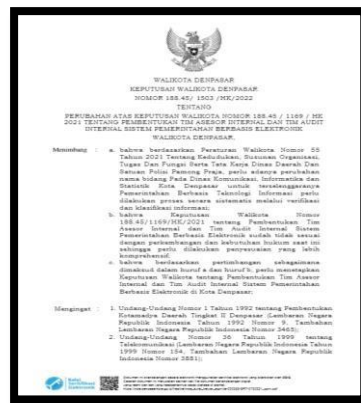 WALIKOTA DENPASAR
KEPUTUSAN WALIKOTA DENPASAR
NOMOR 188.45/ 1503 /HK/2022
TENTANG
PERUBAHAN ATAS KEPUTUSAN WALIKOTA NOMOR 188.45 / 1169 / HK
2021 TENTANG PEMBENTUKAN TIM ASESOR INTERNAL DAN TIM AUDIT
INTERNAL SISTEM PEMERINTAHAN BERBASIS ELEKTRONIK
WALIKOTA DENPASAR,
Menimbang : a. bahwa berdasarkan Peraturan Walikota Nomor 55
Tahun 2021 Tentang Kedudukan, Susunan Organisasi,
Tugas Dan Fungsi Serta Tata Kerja Dinas Daerah Dan
Satuan Polisi Pamong Praja, perlu adanya perubahan
nama bidang Pada Dinas Komunikasi, Informatika dan
Statistik Kota Denpasar untuk terselenggaranya
Pemerintahan Berbasis Teknologi Informasi perlu
dilakukan proses secara sistematis melalui verifikasi
dan klasifikasi informasi;
b. bahwa Keputusan Walikota Nomor
188.45/1169/HK/2021 tentang Pembentukan Tim
Asesor Internal dan Tim Audit Internal Sistem
Pemerintahan Berbasis Elektronik sudah tidak sesuai
dengan perkembangan dan kebutuhan hukum saat ini
sehingga perlu dilakukan penyesuaian yang lebih
komprehensif;
c. bahwa berdasarkan pertimbangan sebagaimana
dimaksud dalam huruf a dan huruf b, perlu menetapkan
Keputusan Walikota tentang Pembentukan Tim Asesor
Internal dan Tim Audit Internal Sistem Pemerintahan
Berbasis Elektronik di Kota Denpasar;
Mengingat : 1. Undang-Undang Nomor 1 Tahun 1992 tentang Pembentukan
Kotamadya Daerah Tingkat II Denpasar (Lembaran Negara
Republik Indonesia Tahun 1992 Nomor 9, Tambahan
Lembaran Negara Republik Indonesia Nomor 3465);
2. Undang-Undang Nomor 36 Tahun 1999 tentang
Telekomunikasi (Lembaran Negara Republik Indonesia Tahun
1999 Nomor 154, Tambahan Lembaran Negara Republik
Indonesia Nomor 3881);